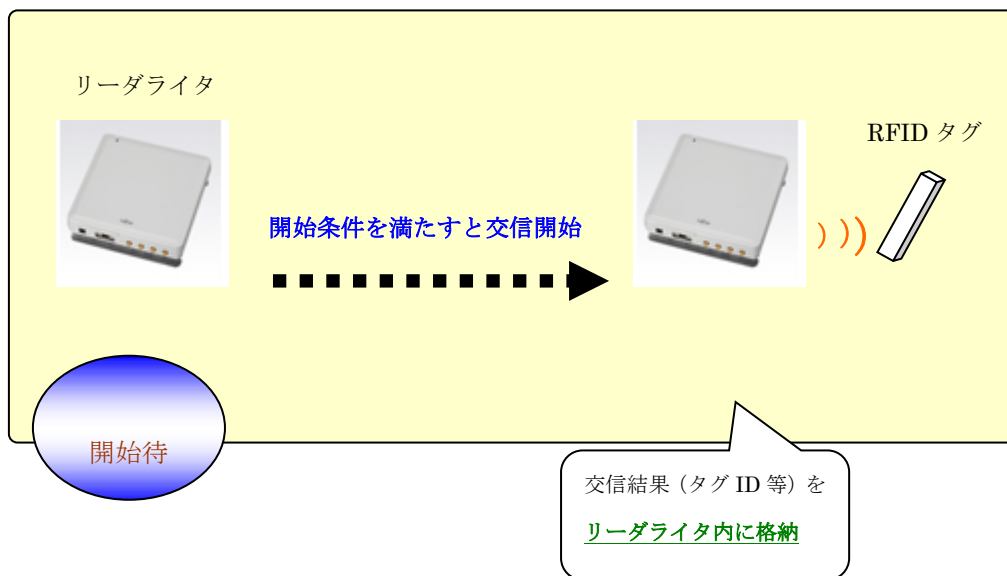 リーダライタ
RFID タグ
開始条件を満たすと交信開始
開始待
交信結果（タグ ID 等）を
リーダライタ内に格納